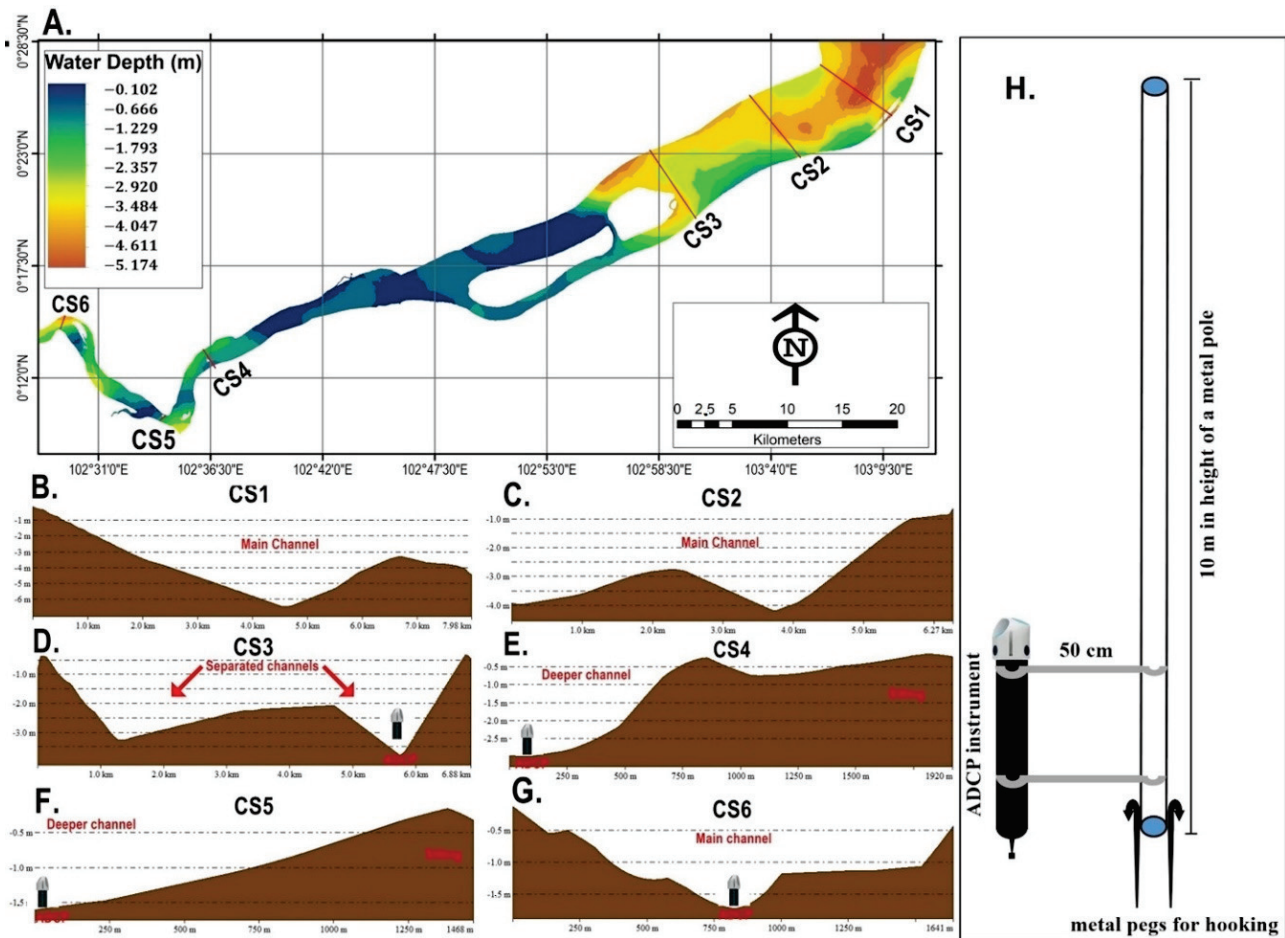 A.
Water Depth (m)
−0.102
−0.666
−1.229
−1.793
−2.357
−2.920
−3.484
−4.047
−4.611
−5.174
0°28'30"N
0°23'0"N
0°17'30"N
0°12'0"N
CS1
CS2
CS3
CS4
CS5
CS6
N
0 2,5 5 10 15 20
Kilometers
102°31'0"E 102°36'30"E 102°42'0"E 102°47'30"E 102°53'0"E 102°58'30"E 103°4'0"E 103°9'30"E
B.
CS1
Main Channel
-1 m
-2 m
-3 m
-4 m
-6 m
1.0 km 2.0 km 3.0 km 4.0 km 5.0 km 6.0 km 7.0 km 7.98 km
C.
CS2
Main Channel
-1.0 m
-2.0 m
-3.0 m
-4.0 m
1.0 km 2.0 km 3.0 km 4.0 km 5.0 km 6.27 km
D.
CS3
Separated channels
-1.0 m
-2.0 m
-3.0 m
1.0 km 2.0 km 3.0 km 4.0 km 5.0 km 6.0 km 6.88 km
E.
CS4
Deeper channel
-0.5 m
-1.0 m
-1.5 m
-2.0 m
-2.5 m
250 m 500 m 750 m 1000 m 1250 m 1500 m 1920 m
F.
CS5
Deeper channel
-0.5 m
-1.0 m
-1.5 m
ADCP
250 m 500 m 750 m 1000 m 1250 m 1468 m
G.
CS6
Main channel
-0.5 m
-1.0 m
-1.5 m
250 m 500 m 750 m 1000 m 1250 m 1641 m
H.
10 m in height of a metal pole
50 cm
ADCP instrument
metal pegs for hooking